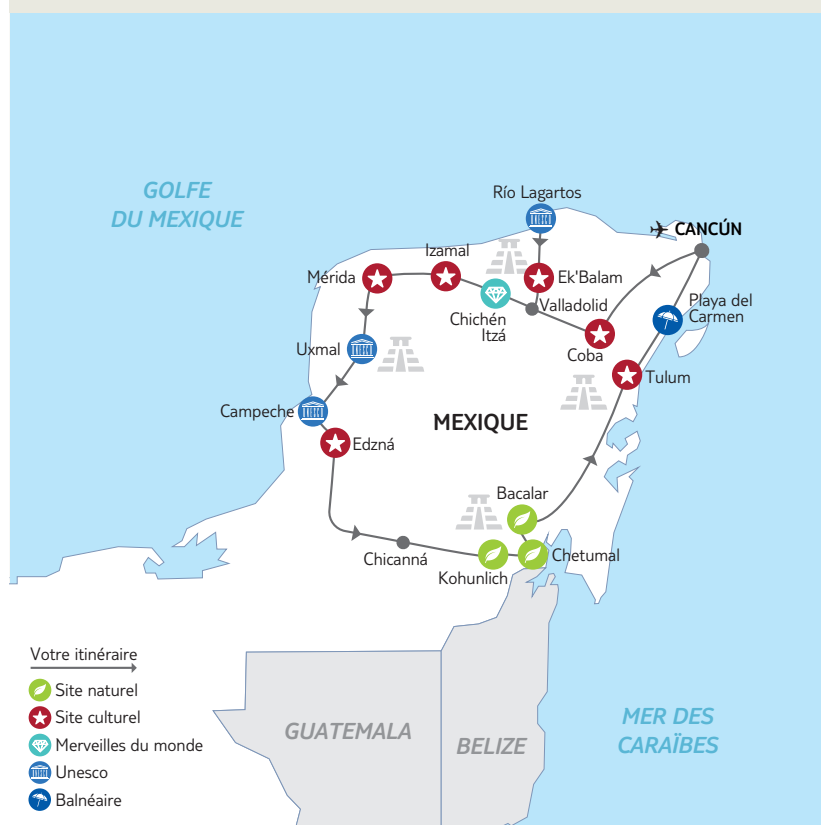 GOLFE
DU MEXIQUE
Río Lagartos
CANCÚN
Izamal
Mérida
Ek'Balam
Valladolid
Playa del
Carmen
Chichén
Itzá
Uxmal
Coba
Tulum
Campeche
MEXIQUE
Edzná
Bacalar
Chicanná
Chetumal
Kohunlich
Votre itinéraire
Site naturel
Site culturel
Merveilles du monde
Unesco
Balnéaire
GUATEMALA
BELIZE
MER DES
CARAÏBES